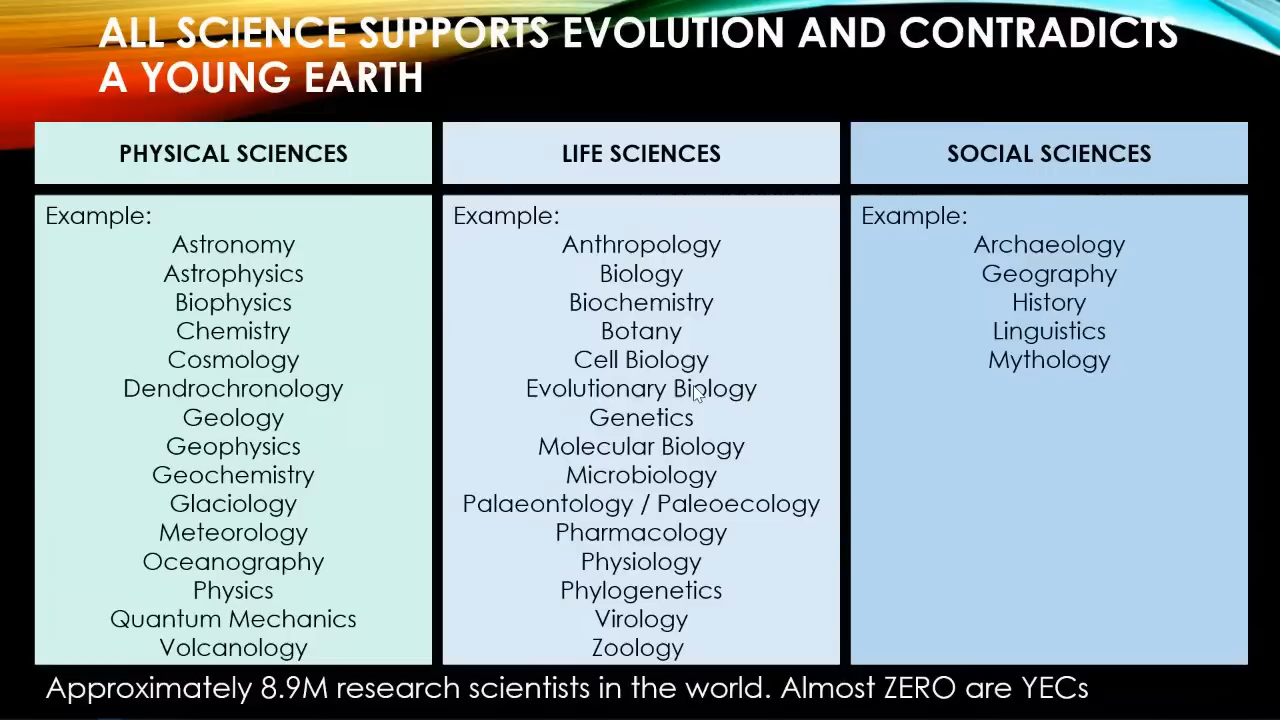 ALL SCIENCE SUPPORTS EVOLUTION AND CONTRADICTS
A YOUNG EARTH
PHYSICAL SCIENCES
Example:
Astronomy
Astrophysics
Biophysics
Chemistry
Cosmology
Dendrochronology
Geology
Geophysics
Geochemistry
Glaciology
Meteorology
Oceanography
Physics
Quantum Mechanics
Volcanology
LIFE SCIENCES
Example:
Anthropology
Biology
Biochemistry
Botany
Cell Biology
Evolutionary Biology
Genetics
Molecular Biology
Microbiology
Palaeontology / Paleoecology
Pharmacology
Physiology
Phylogenetics
Virology
Zoology
SOCIAL SCIENCES
Example:
Archaeology
Geography
History
Linguistics
Mythology
Approximately 8.9M research scientists in the world. Almost ZERO are YECs